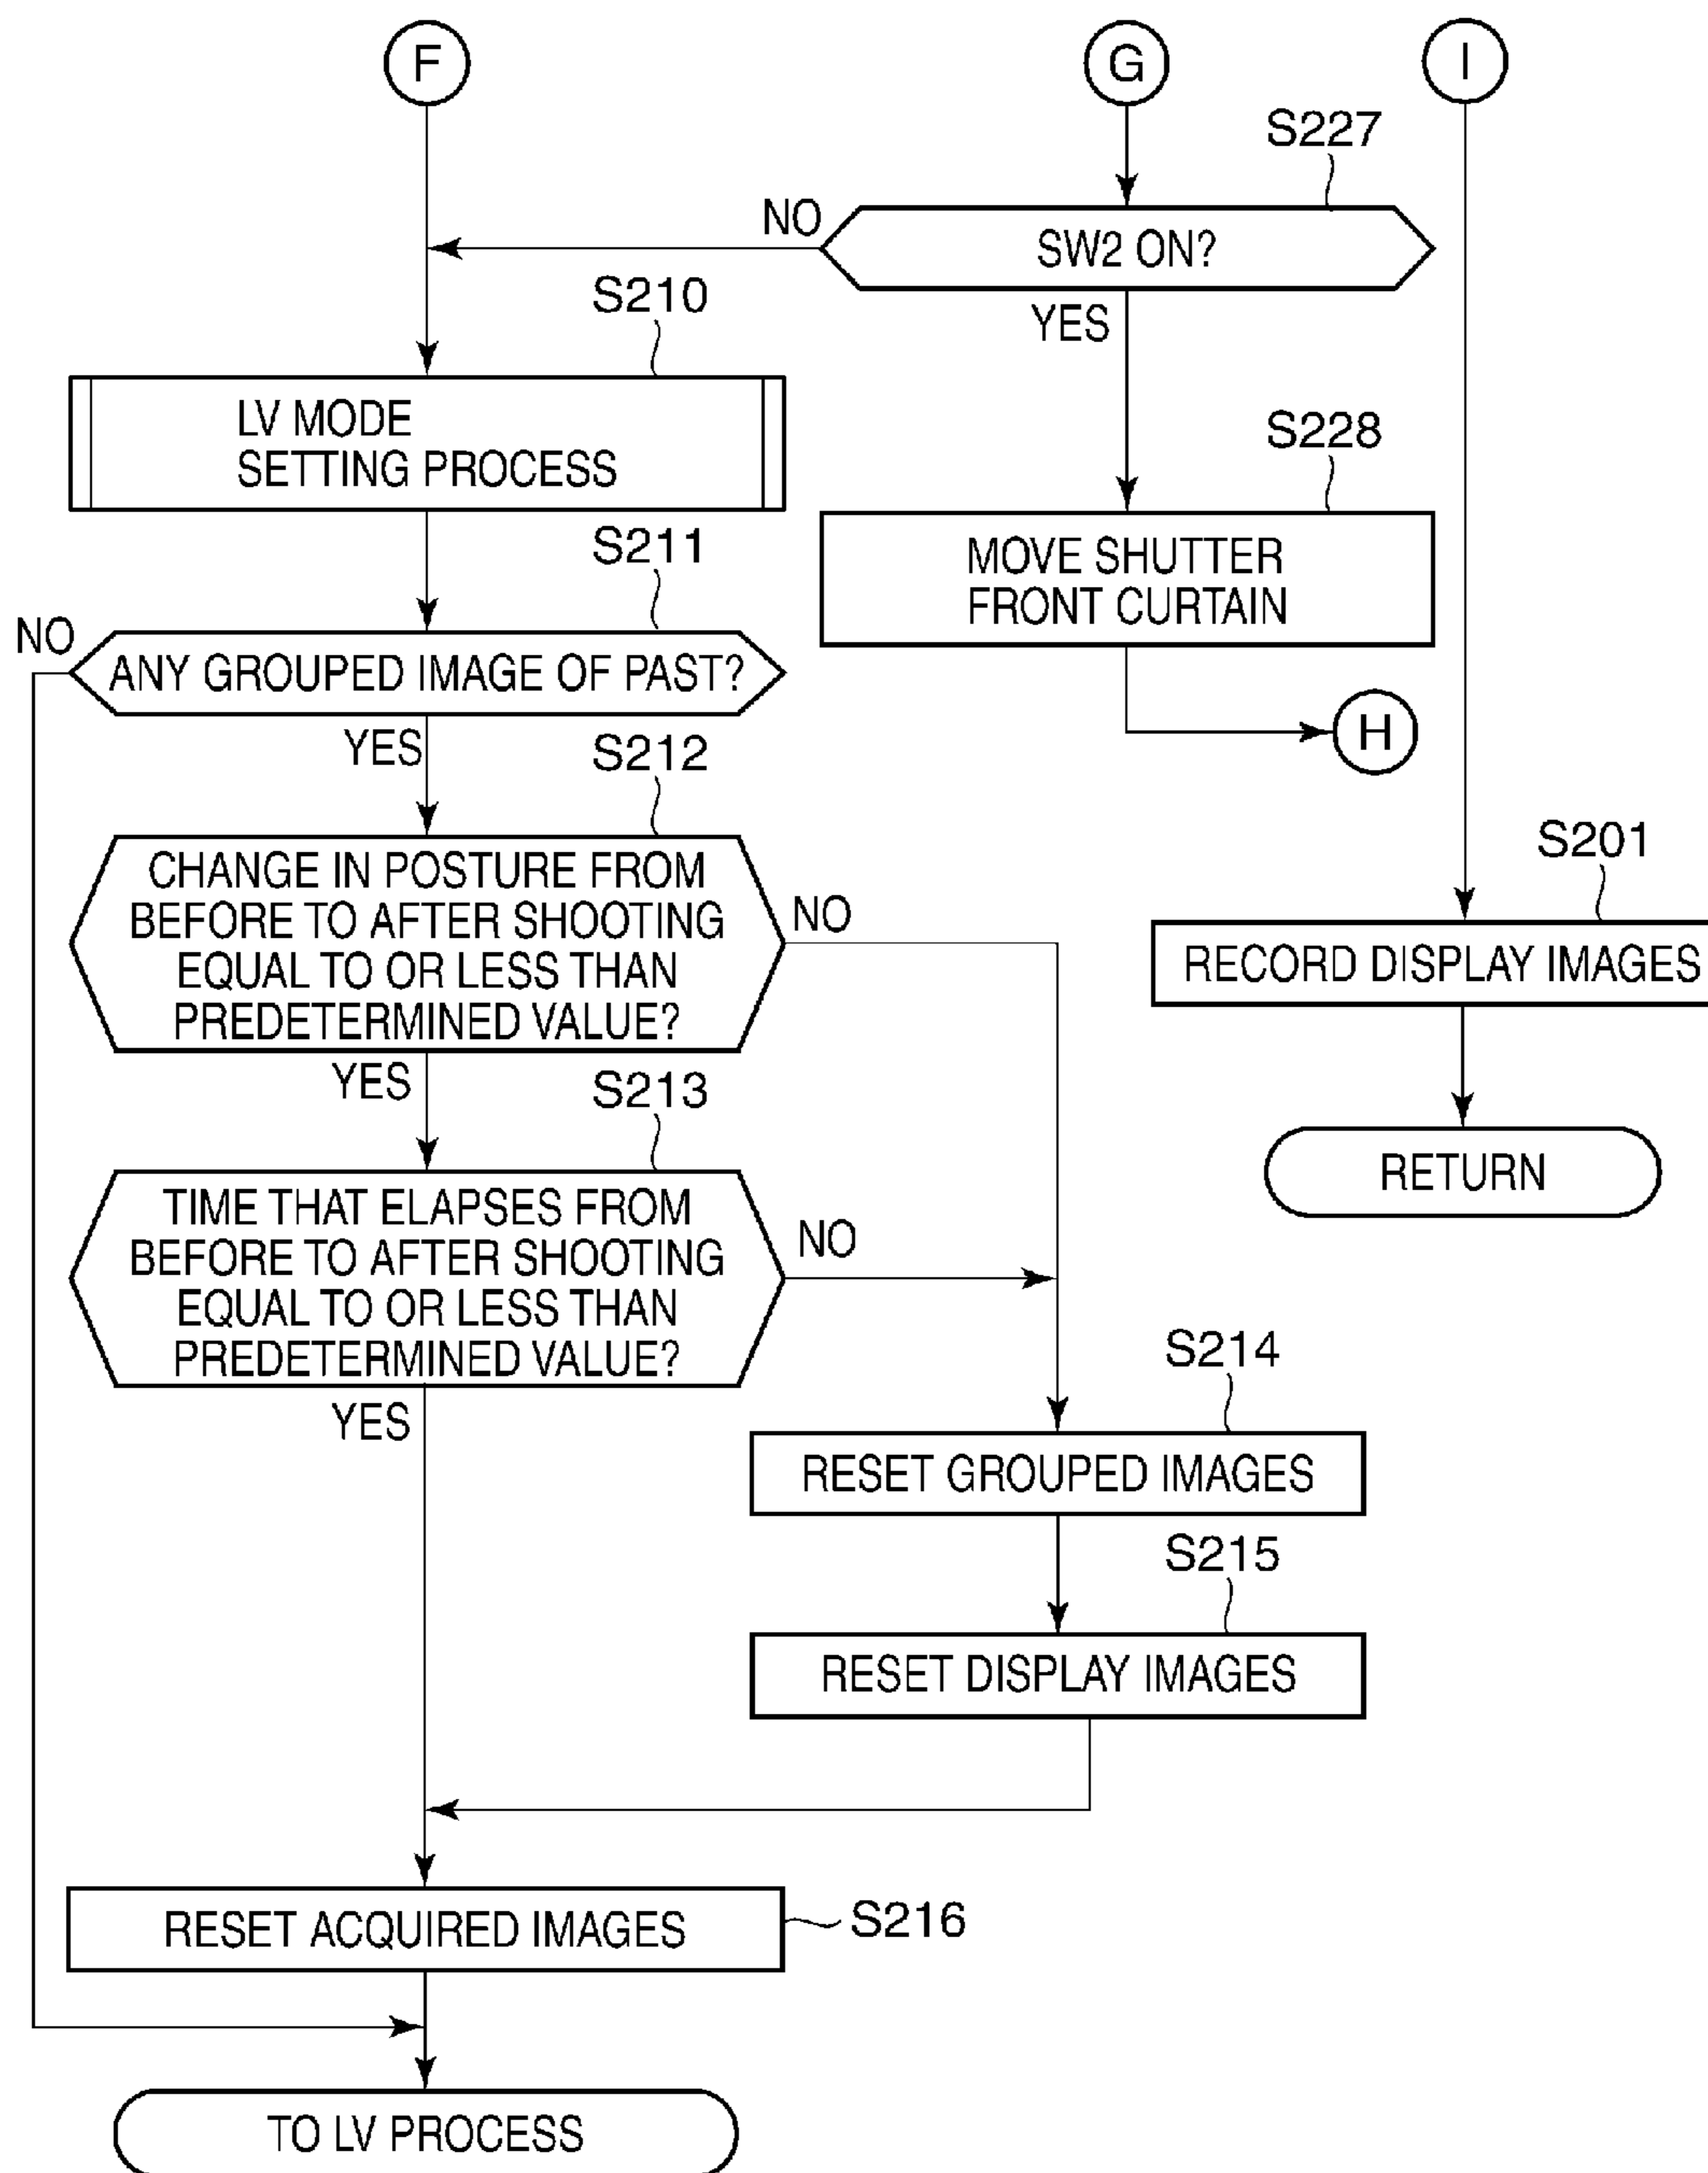 F
G
I
S227
NO
SW2 ON?
YES
S210
LV MODE
SETTING PROCESS
S228
MOVE SHUTTER
FRONT CURTAIN
H
S211
NO
ANY GROUPED IMAGE OF PAST?
YES
S212
CHANGE IN POSTURE FROM
BEFORE TO AFTER SHOOTING
EQUAL TO OR LESS THAN
PREDETERMINED VALUE?
NO
YES
S201
RECORD DISPLAY IMAGES
RETURN
S213
TIME THAT ELAPSES FROM
BEFORE TO AFTER SHOOTING
EQUAL TO OR LESS THAN
PREDETERMINED VALUE?
NO
YES
S214
RESET GROUPED IMAGES
S215
RESET DISPLAY IMAGES
RESET ACQUIRED IMAGES
S216
TO LV PROCESS